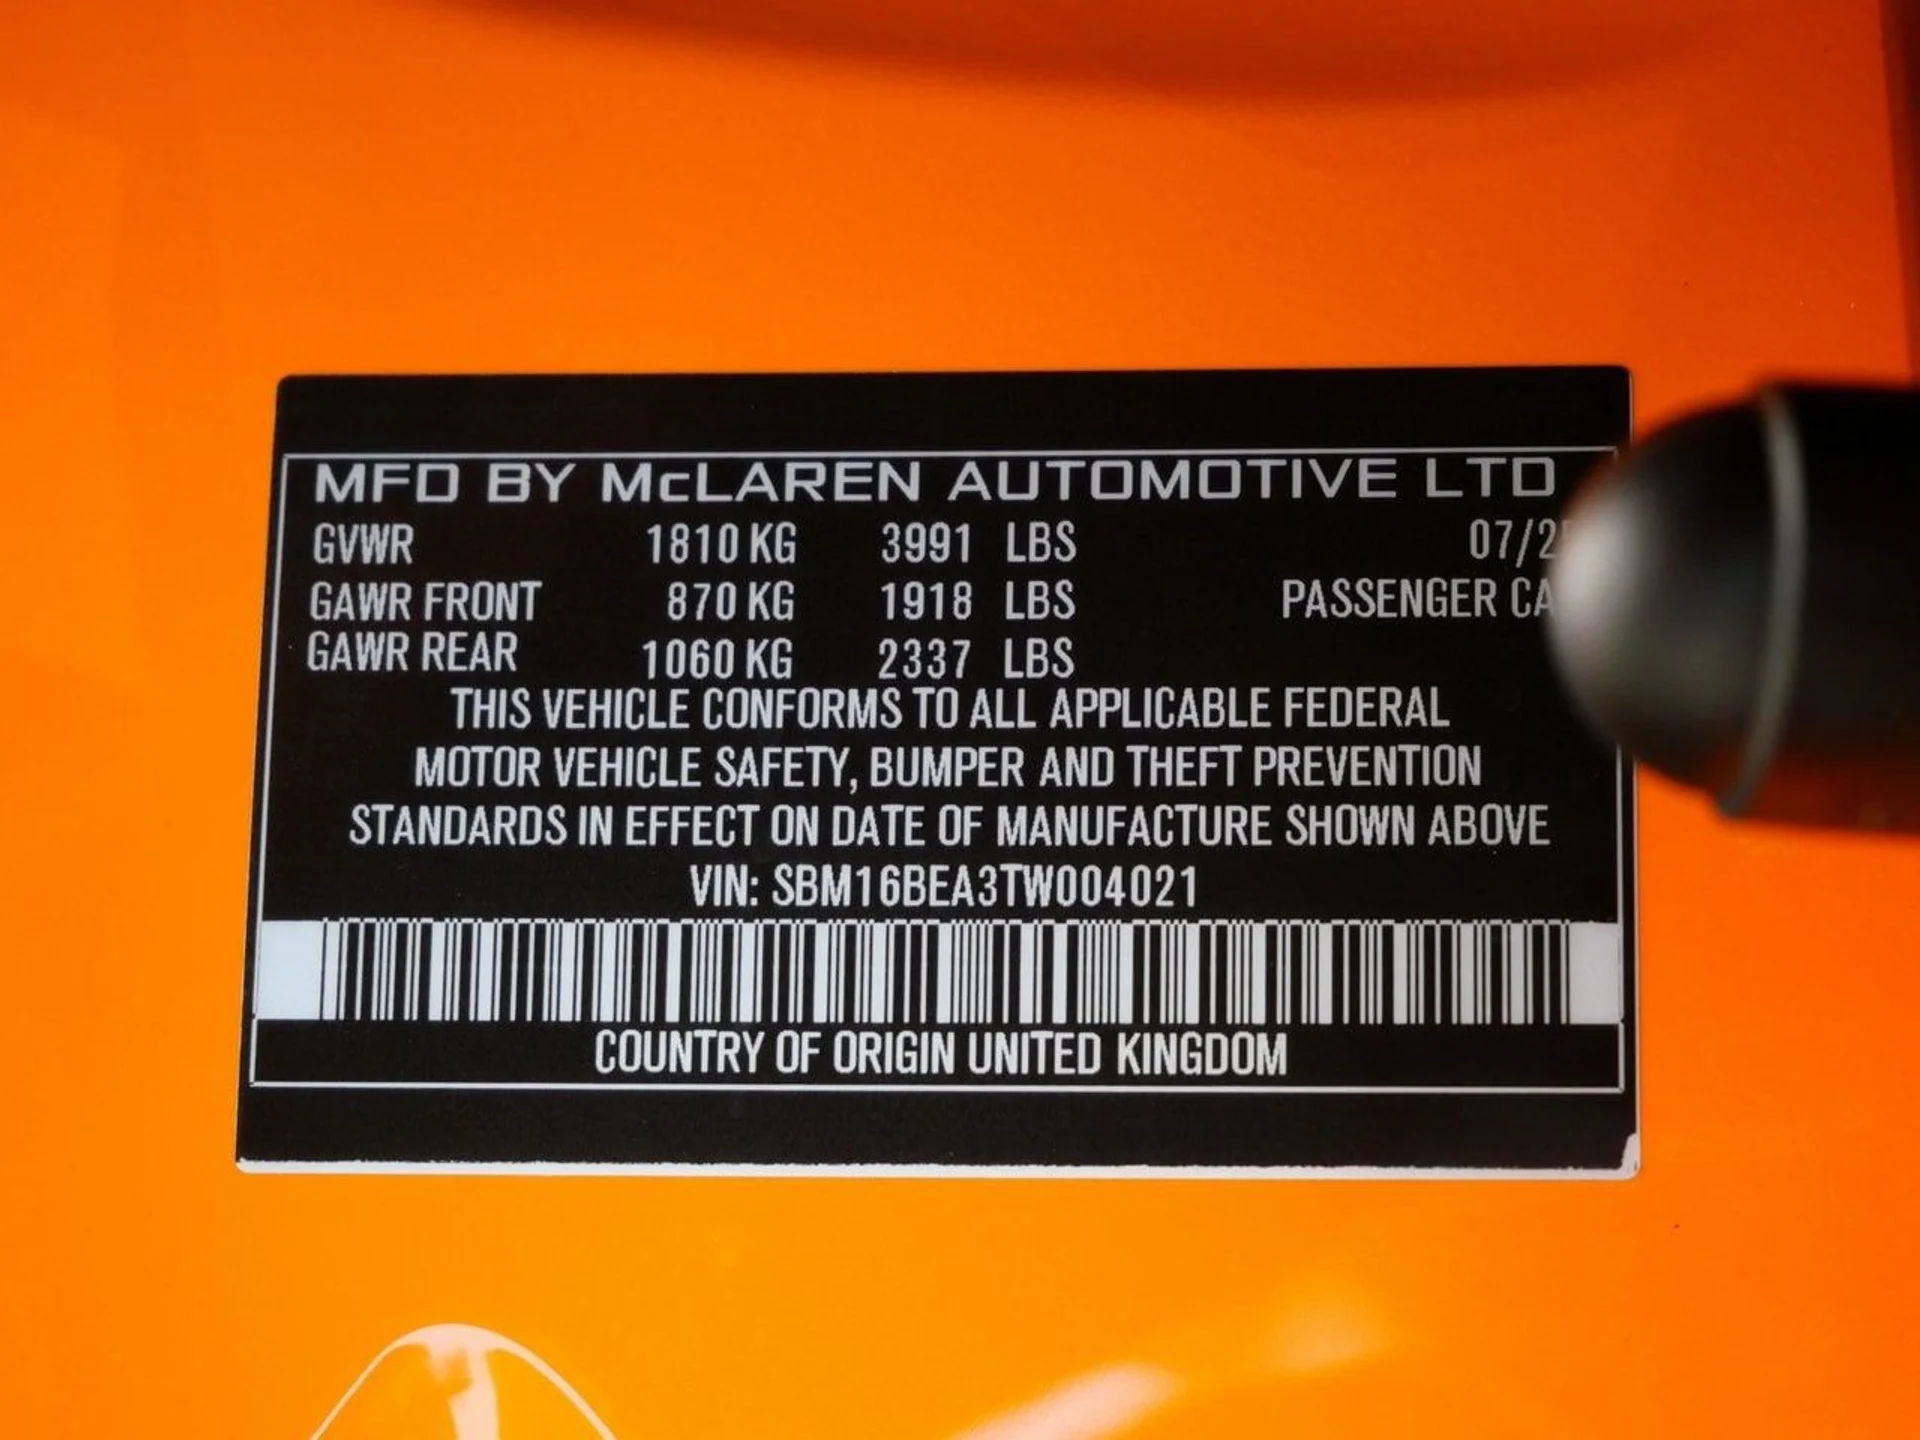 MFD BY McLAREN AUTOMOTIVE LTD
GVWR 1810 KG 3991 LBS
GAWR FRONT 870 KG 1918 LBS PASSENGER
GAWR REAR 1060 KG 2337 LBS
THIS VEHICLE CONFORMS TO ALL APPLICABLE FEDERAL
MOTOR VEHICLE SAFETY, BUMPER AND THEFT PREVENTION
STANDARDS IN EFFECT ON DATE OF MANUFACTURE SHOWN ABOVE
VIN: SBM16BEA3TW004021
COUNTRY OF ORIGIN UNITED KINGDOM